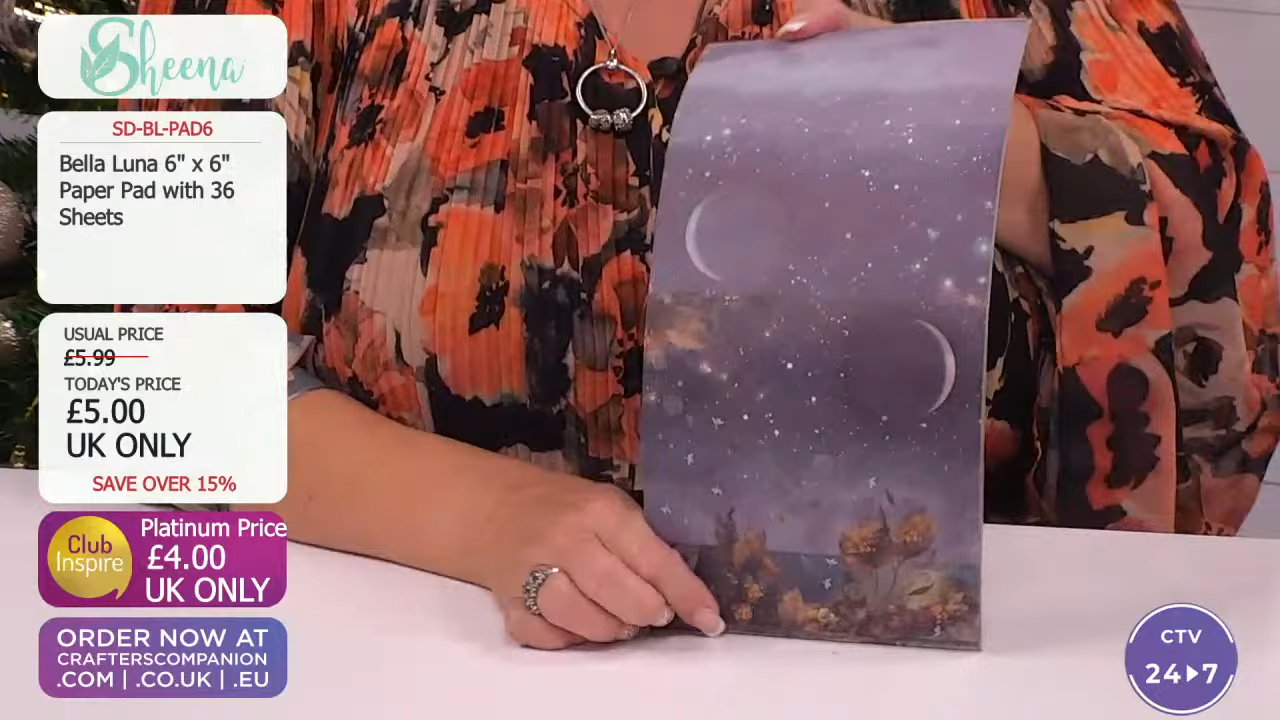 Sheena
SD-BL-PAD6
Bella Luna 6" x 6"
Paper Pad with 36
Sheets
USUAL PRICE
£5.99
TODAY'S PRICE
£5.00
UK ONLY
SAVE OVER 15%
Club
Inspire
Platinum Price
£4.00
UK ONLY
ORDER NOW AT
CRAFTERSCOMPANION
.COM | .CO.UK | .EU
CTV
24▶7